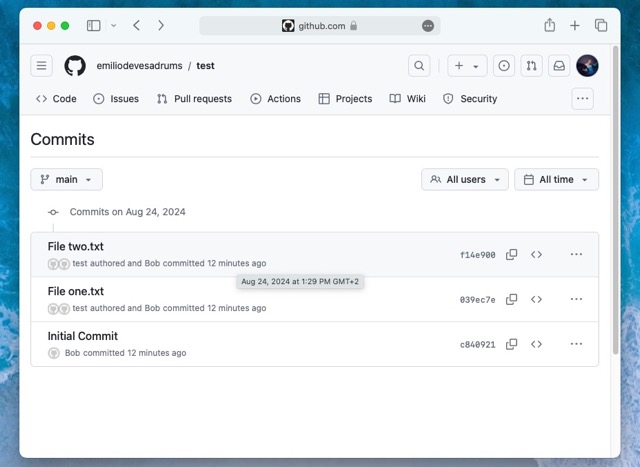 github.com
emiliodevesadrums / test
Code Issues Pull requests Actions Projects Wiki Security
Commits
main All users All time
Commits on Aug 24, 2024
File two.txt
f14e900
test authored and Bob committed 12 minutes ago
Aug 24, 2024 at 1:29 PM GMT+2
File one.txt
039ec7e
test authored and Bob committed 12 minutes ago
Initial Commit
c840921
Bob committed 12 minutes ago